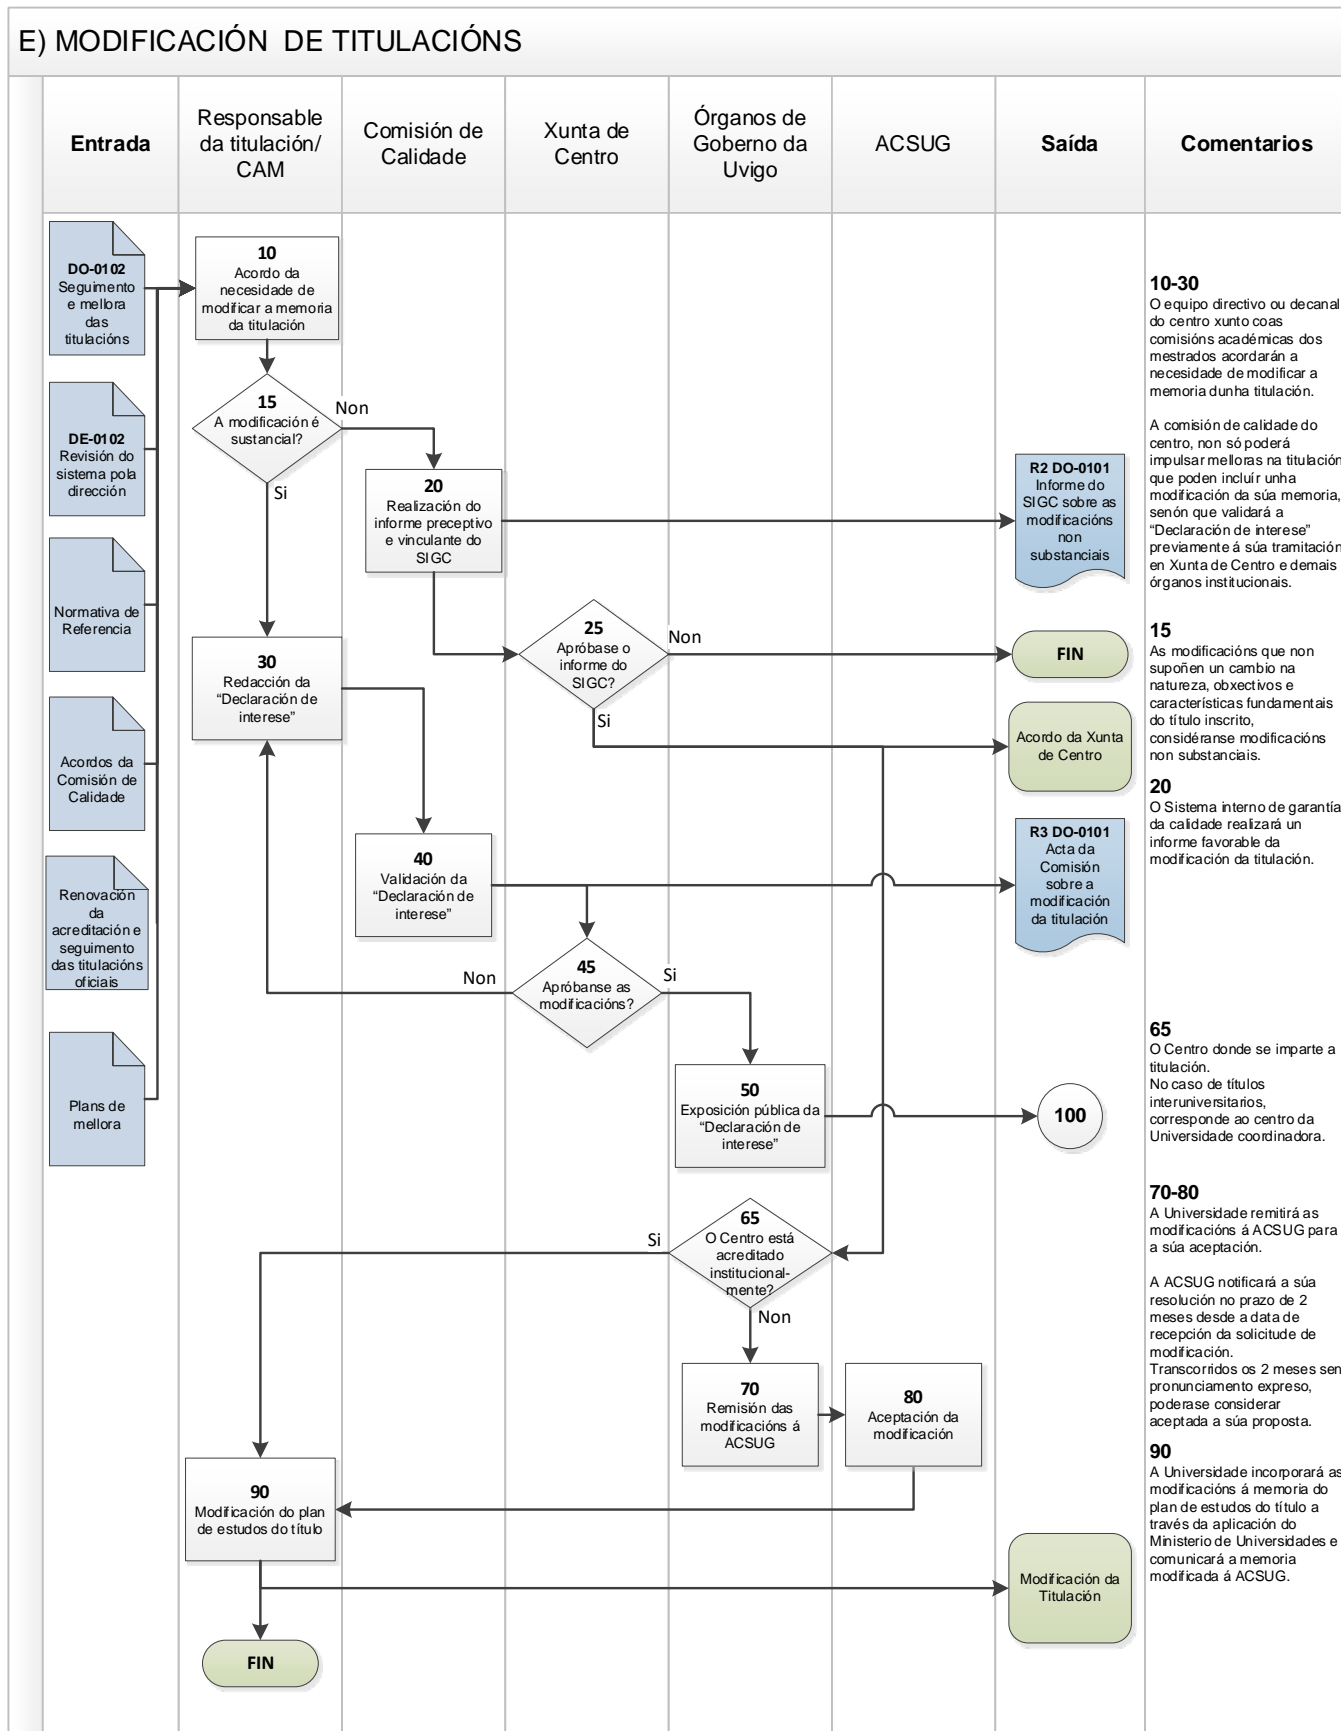 E) MODIFICACIÓN DE TITULACIÓNS
Entrada
Responsable
da titulación/
CAM
Comisión de
Calidade
Xunta de
Centro
Órganos de
Goberno da
Uvigo
ACSUG
Saída
Comentarios
DO-0102
Seguimento
e mellora
das
titulacións
DE-0102
Revisión do
sistema pola
dirección
Normativa de
Referencia
Acordos da
Comisión de
Calidade
Renovación
da
acreditación e
seguimento
das titulacións
oficiais
Plans de
mellora
10
Acordo da
necesidade de
modificar a memoria
da titulación
15
A modificación é
sustancial?
Non
Si
20
Realización do
informe preceptivo
e vinculante do
SIGC
R2 DO-0101
Informe do
SIGC sobre as
modificacións
non
substanciais
25
Apróbase o
informe do
SIGC?
Non
Si
FIN
Acordo da Xunta
de Centro
30
Redacción da
“Declaración de
interese”
40
Validación da
“Declaración de
interese”
R3 DO-0101
Acta da
Comisión
sobre a
modificación
da titulación
45
Apróbanse as
modificacións?
Non
Si
50
Exposición pública da
“Declaración de
interese”
100
65
O Centro está
acreditado
institucional-
mente?
Si
Non
70
Remisión das
modificacións á
ACSUG
80
Aceptación da
modificación
90
Modificación do plan
de estudos do título
Modificación da
Titulación
FIN
10-30
O equipo directivo ou decanal
do centro xunto coas
comisións académicas dos
mestrados acordarán a
necesidade de modificar a
memoria dunha titulación.
A comisión de calidade do
centro, non só poderá
impulsar melloras na titulación
que poden incluír unha
modificación da súa memoria,
senón que validará a
“Declaración de interese”
previamente á súa tramitación
en Xunta de Centro e demais
órganos institucionais.
15
As modificacións que non
supoñen un cambio na
natureza, obxectivos e
características fundamentais
do título inscrito,
considéranse modificacións
non substanciais.
20
O Sistema interno de garantía
da calidade realizará un
informe favorable da
modificación da titulación.
65
O Centro donde se imparte a
titulación.
No caso de títulos
interuniversitarios,
corresponde ao centro da
Universidade coordinadora.
70-80
A Universidade remitirá as
modificacións á ACSUG para
a súa aceptación.
A ACSUG notificará a súa
resolución no prazo de 2
meses desde a data de
recepción da solicitude de
modificación.
Transcorridos os 2 meses sen
pronunciamento expreso,
poderase considerar
aceptada a súa proposta.
90
A Universidade incorporará as
modificacións á memoria do
plan de estudos do título a
través da aplicación do
Ministerio de Universidades e
comunicará a memoria
modificada á ACSUG.